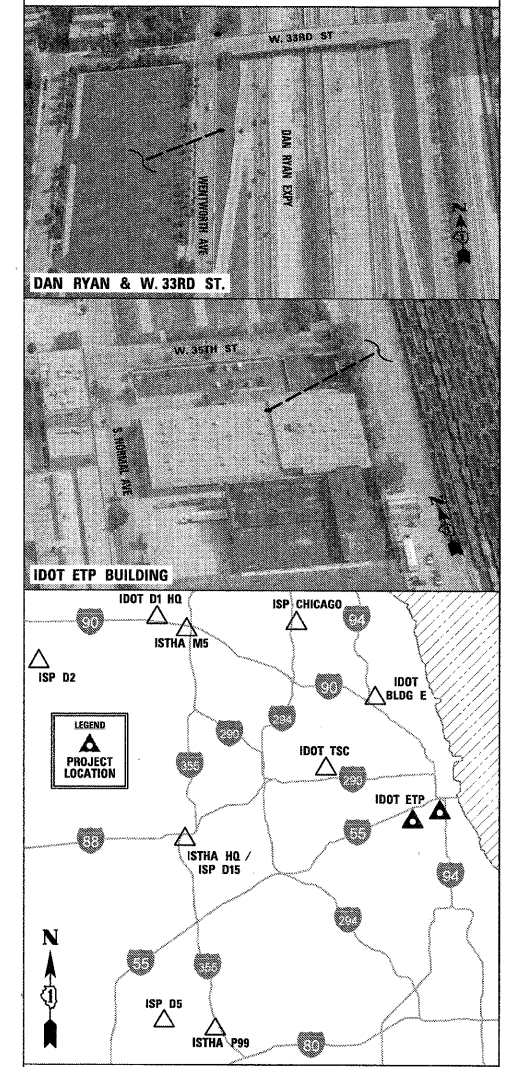 W. 33RD ST
DAN RYAN EXPY
WENTWORTH AVE
N
DAN RYAN & W. 33RD ST.
W. 35TH ST
S. NORMAL AVE
N
IDOT ETP BUILDING
IDOT D1 HQ
ISP CHICAGO
90
94
ISTHA M5
ISP D2
90
IDOT
BLDG E
LEGEND
PROJECT
LOCATION
294
290
355
IDOT TSC
290
IDOT ETP
55
88
ISTHA HQ /
ISP D15
94
294
N
1
55
355
ISP D5
ISTHA P99
80